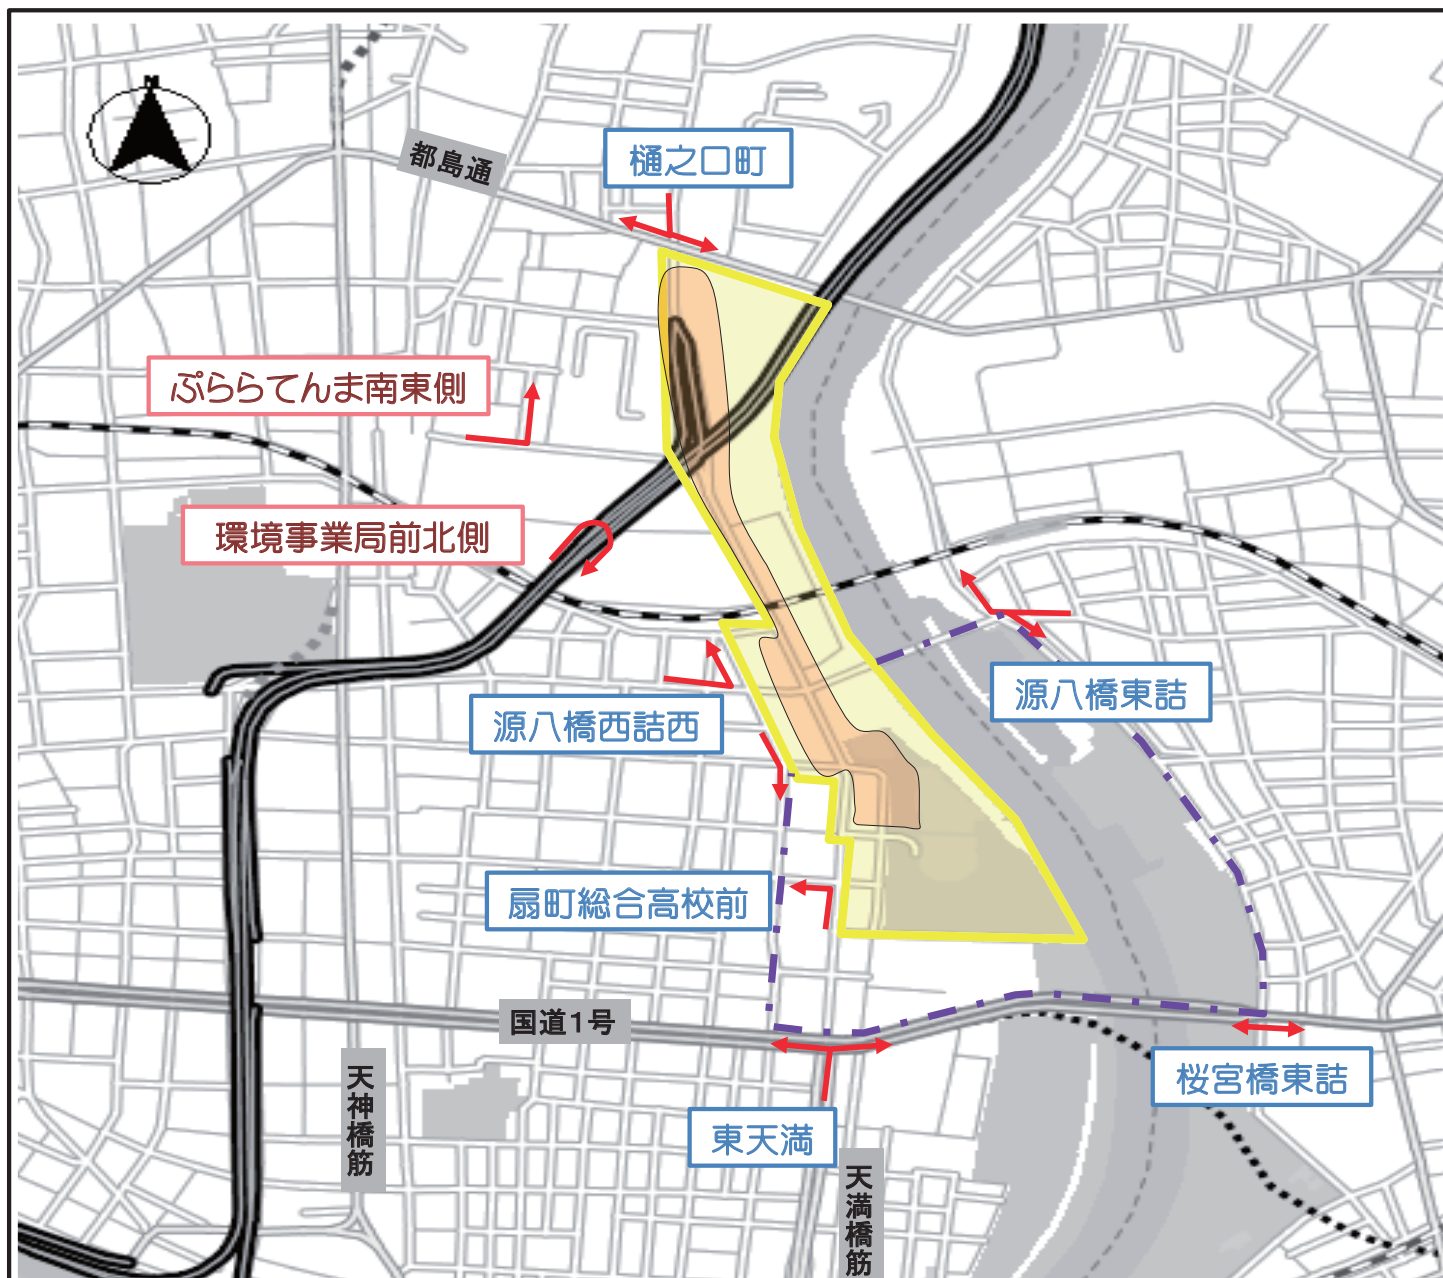 N
都島通
樋之口町
ぷららてんま南東側
環境事業局前北側
源八橋東詰
源八橋西詰西
扇町総合高校前
国道1号
桜宮橋東詰
天神橋筋
東天満
天満橋筋